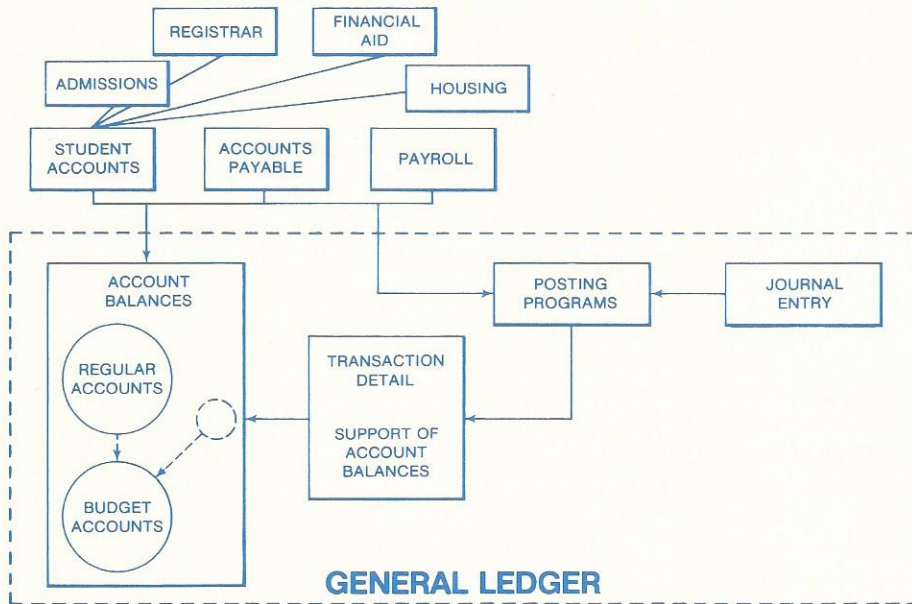 REGISTRAR
FINANCIAL
AID
ADMISSIONS
HOUSING
STUDENT
ACCOUNTS
ACCOUNTS
PAYABLE
PAYROLL
ACCOUNT
BALANCES
REGULAR
ACCOUNTS
BUDGET
ACCOUNTS
TRANSACTION
DETAIL
SUPPORT OF
ACCOUNT
BALANCES
POSTING
PROGRAMS
JOURNAL
ENTRY
GENERAL LEDGER